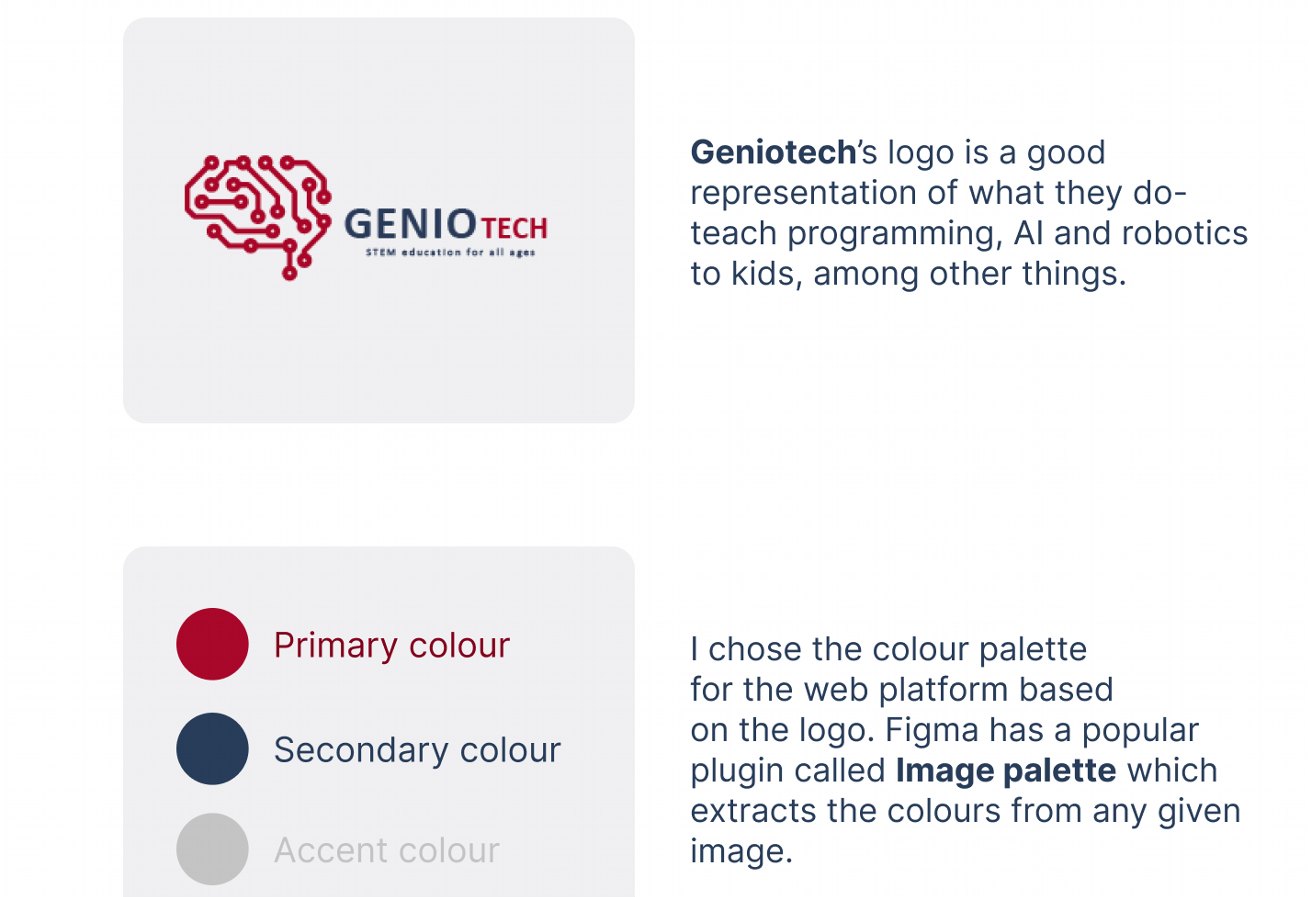 GENIO TECH
STEM education for all ages
Geniotech’s logo is a good
representation of what they do-
teach programming, AI and robotics
to kids, among other things.
Primary colour
Secondary colour
Accent colour
I chose the colour palette
for the web platform based
on the logo. Figma has a popular
plugin called Image palette which
extracts the colours from any given
image.